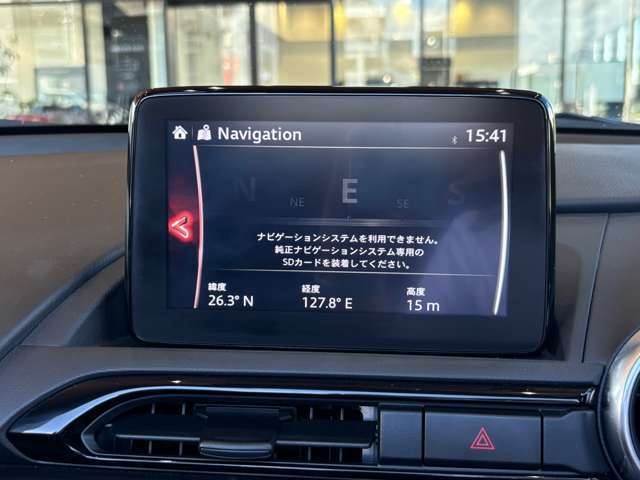 Navigation
15:41
N NE E SE S
ナビゲーションシステムを利用できません。
純正ナビゲーションシステム専用の
SDカードを装着してください。
緯度 経度 高度
26.3° N 127.8° E 15 m